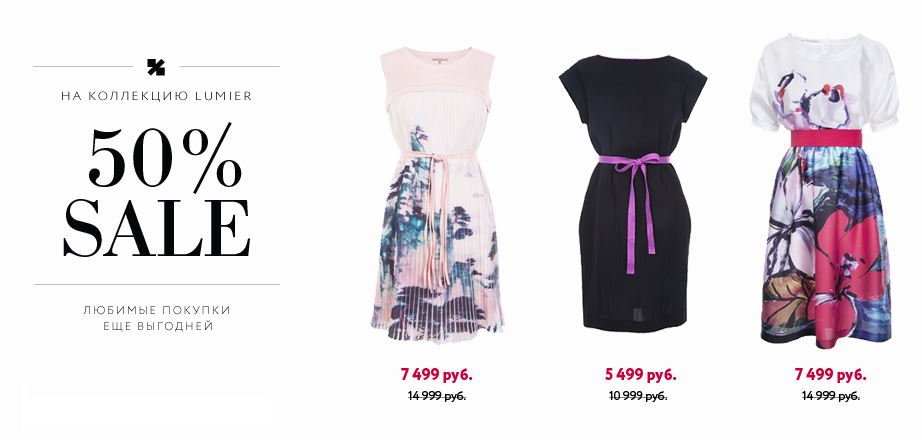 НА КОЛЛЕКЦИЮ LUMIER
50%
SALE
ЛЮБИМЫЕ ПОКУПКИ
ЕЩЕ ВЫГОДНЕЙ
7 499 руб.
14 999 руб.
5 499 руб.
10 999 руб.
7 499 руб.
14 999 руб.